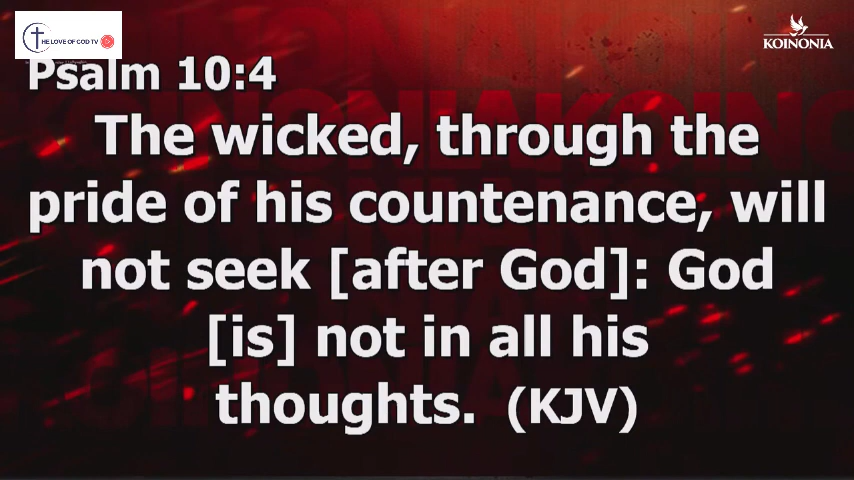 THE LOVE OF GOD TV
KOINONIA
Psalm 10:4
The wicked, through the
pride of his countenance, will
not seek [after God]: God
[is] not in all his
thoughts. (KJV)